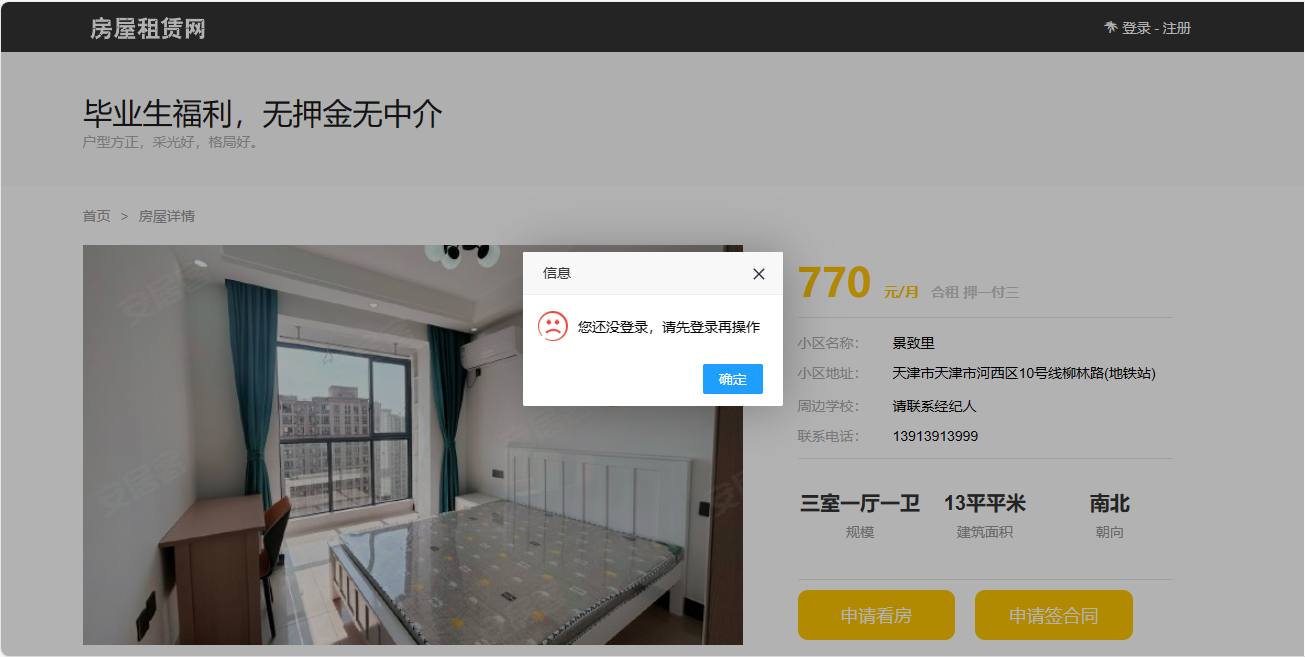 房屋租赁网
登录 - 注册
毕业生福利，无押金无中介
户型方正，采光好，格局好。
首页 > 房屋详情
安居客
信息
您还没登录，请先登录再操作
确定
770 元/月 合租 押一付三
小区名称： 景致里
小区地址： 天津市天津市河西区10号线柳林路(地铁站)
周边学校： 请联系经纪人
联系电话： 13913913999
三室一厅一卫 13平平米 南北
规模 建筑面积 朝向
申请看房 申请签合同